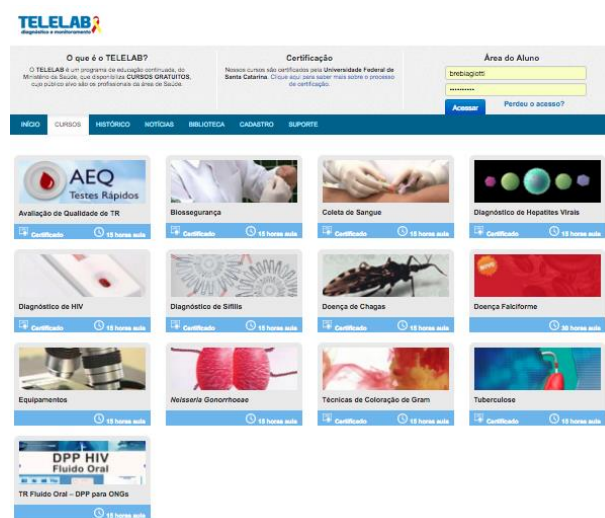 TELELAB
diagnóstico e monitoramento
O que é o TELELAB?
O TELELAB é um programa de educação continuada, do
Ministério da Saúde, que disponibiliza CURSOS GRATUITOS,
cujo público alvo são os profissionais da área de Saúde.
Certificação
Nossos cursos são certificados pela Universidade Federal de
Santa Catarina. Clique aqui para saber mais sobre o processo
de certificação.
Área do Aluno
brebiagiotti
Acessar
Perdeu o acesso?
INÍCIO CURSOS HISTÓRICO NOTÍCIAS BIBLIOTECA CADASTRO SUPORTE
AEQ
Testes Rápidos
Avaliação de Qualidade de TR
Certificado 15 horas aula
Biossegurança
Certificado 15 horas aula
Coleta de Sangue
Certificado 15 horas aula
Diagnóstico de Hepatites Virais
Certificado 15 horas aula
Diagnóstico de HIV
Certificado 15 horas aula
Diagnóstico de Sífilis
Certificado 15 horas aula
Doença de Chagas
Certificado 15 horas aula
Doença Falciforme
30 horas aula
Equipamentos
15 horas aula
Neisseria Gonorrhoeae
15 horas aula
Técnicas de Coloração de Gram
Certificado 15 horas aula
Tuberculose
Certificado 15 horas aula
DPP HIV
Fluido Oral
TR Fluido Oral – DPP para ONGs
15 horas aula